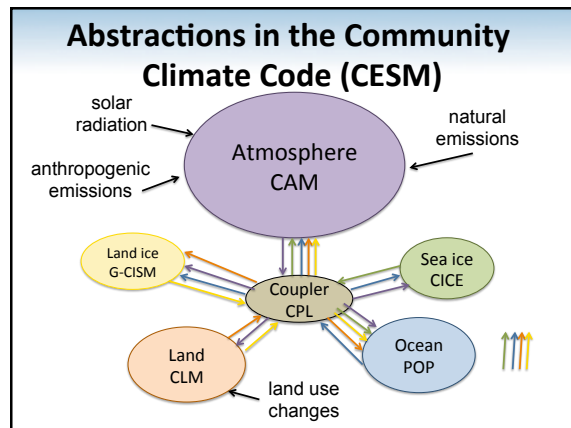 Abstractions in the Community
Climate Code (CESM)
solar
radiation
natural
emissions
Atmosphere
CAM
anthropogenic
emissions
Land ice
G-CISM
Sea ice
CICE
Coupler
CPL
Land
CLM
Ocean
POP
land use
changes